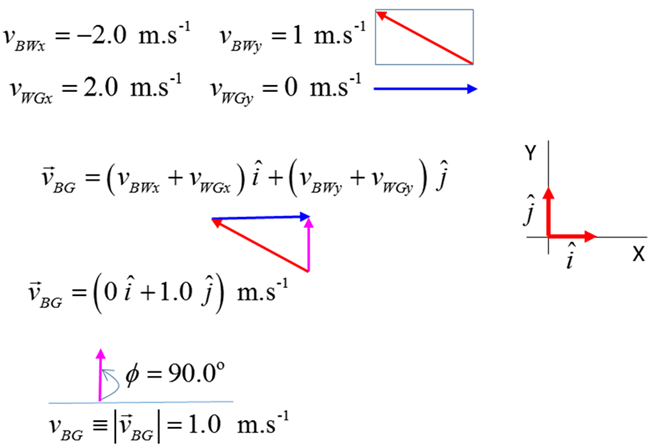 v_BWx = −2.0 m.s⁻¹ v_BWy = 1 m.s⁻¹
v_WGx = 2.0 m.s⁻¹ v_WGy = 0 m.s⁻¹
v⃗_BG = (v_BWx + v_WGx) î + (v_BWy + v_WGy) ĵ
Y
ĵ
î
X
v⃗_BG = (0 î + 1.0 ĵ) m.s⁻¹
ϕ = 90.0°
v_BG ≡ |v⃗_BG| = 1.0 m.s⁻¹